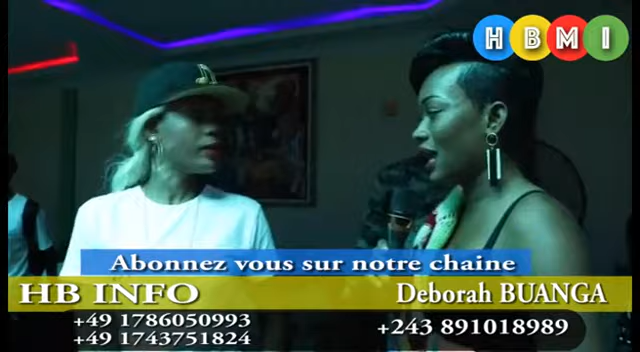 HBMI
Abonnez vous sur notre chaine
HB INFO
Deborah BUANGA
+49 1786050993
+49 1743751824
+243 891018989